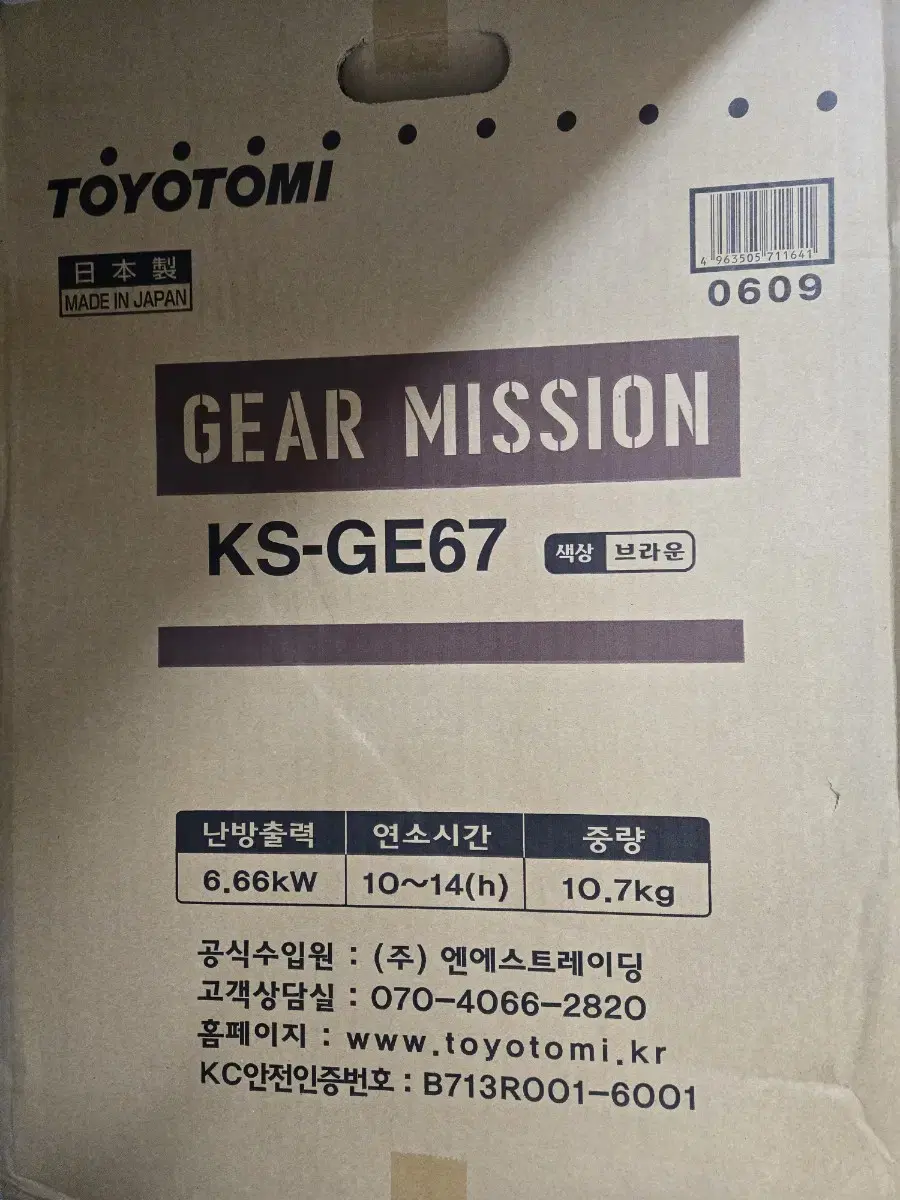 TOYOTOMI
日本製
MADE IN JAPAN
4 963505 711641
0609
GEAR MISSION
KS-GE67 색상 브라운
난방출력 연소시간 중량
6.66kW 10~14(h) 10.7kg
공식수입원 : (주) 엔에스트레이딩
고객상담실 : 070-4066-2820
홈페이지 : www.toyotomi.kr
KC안전인증번호 : B713R001-6001